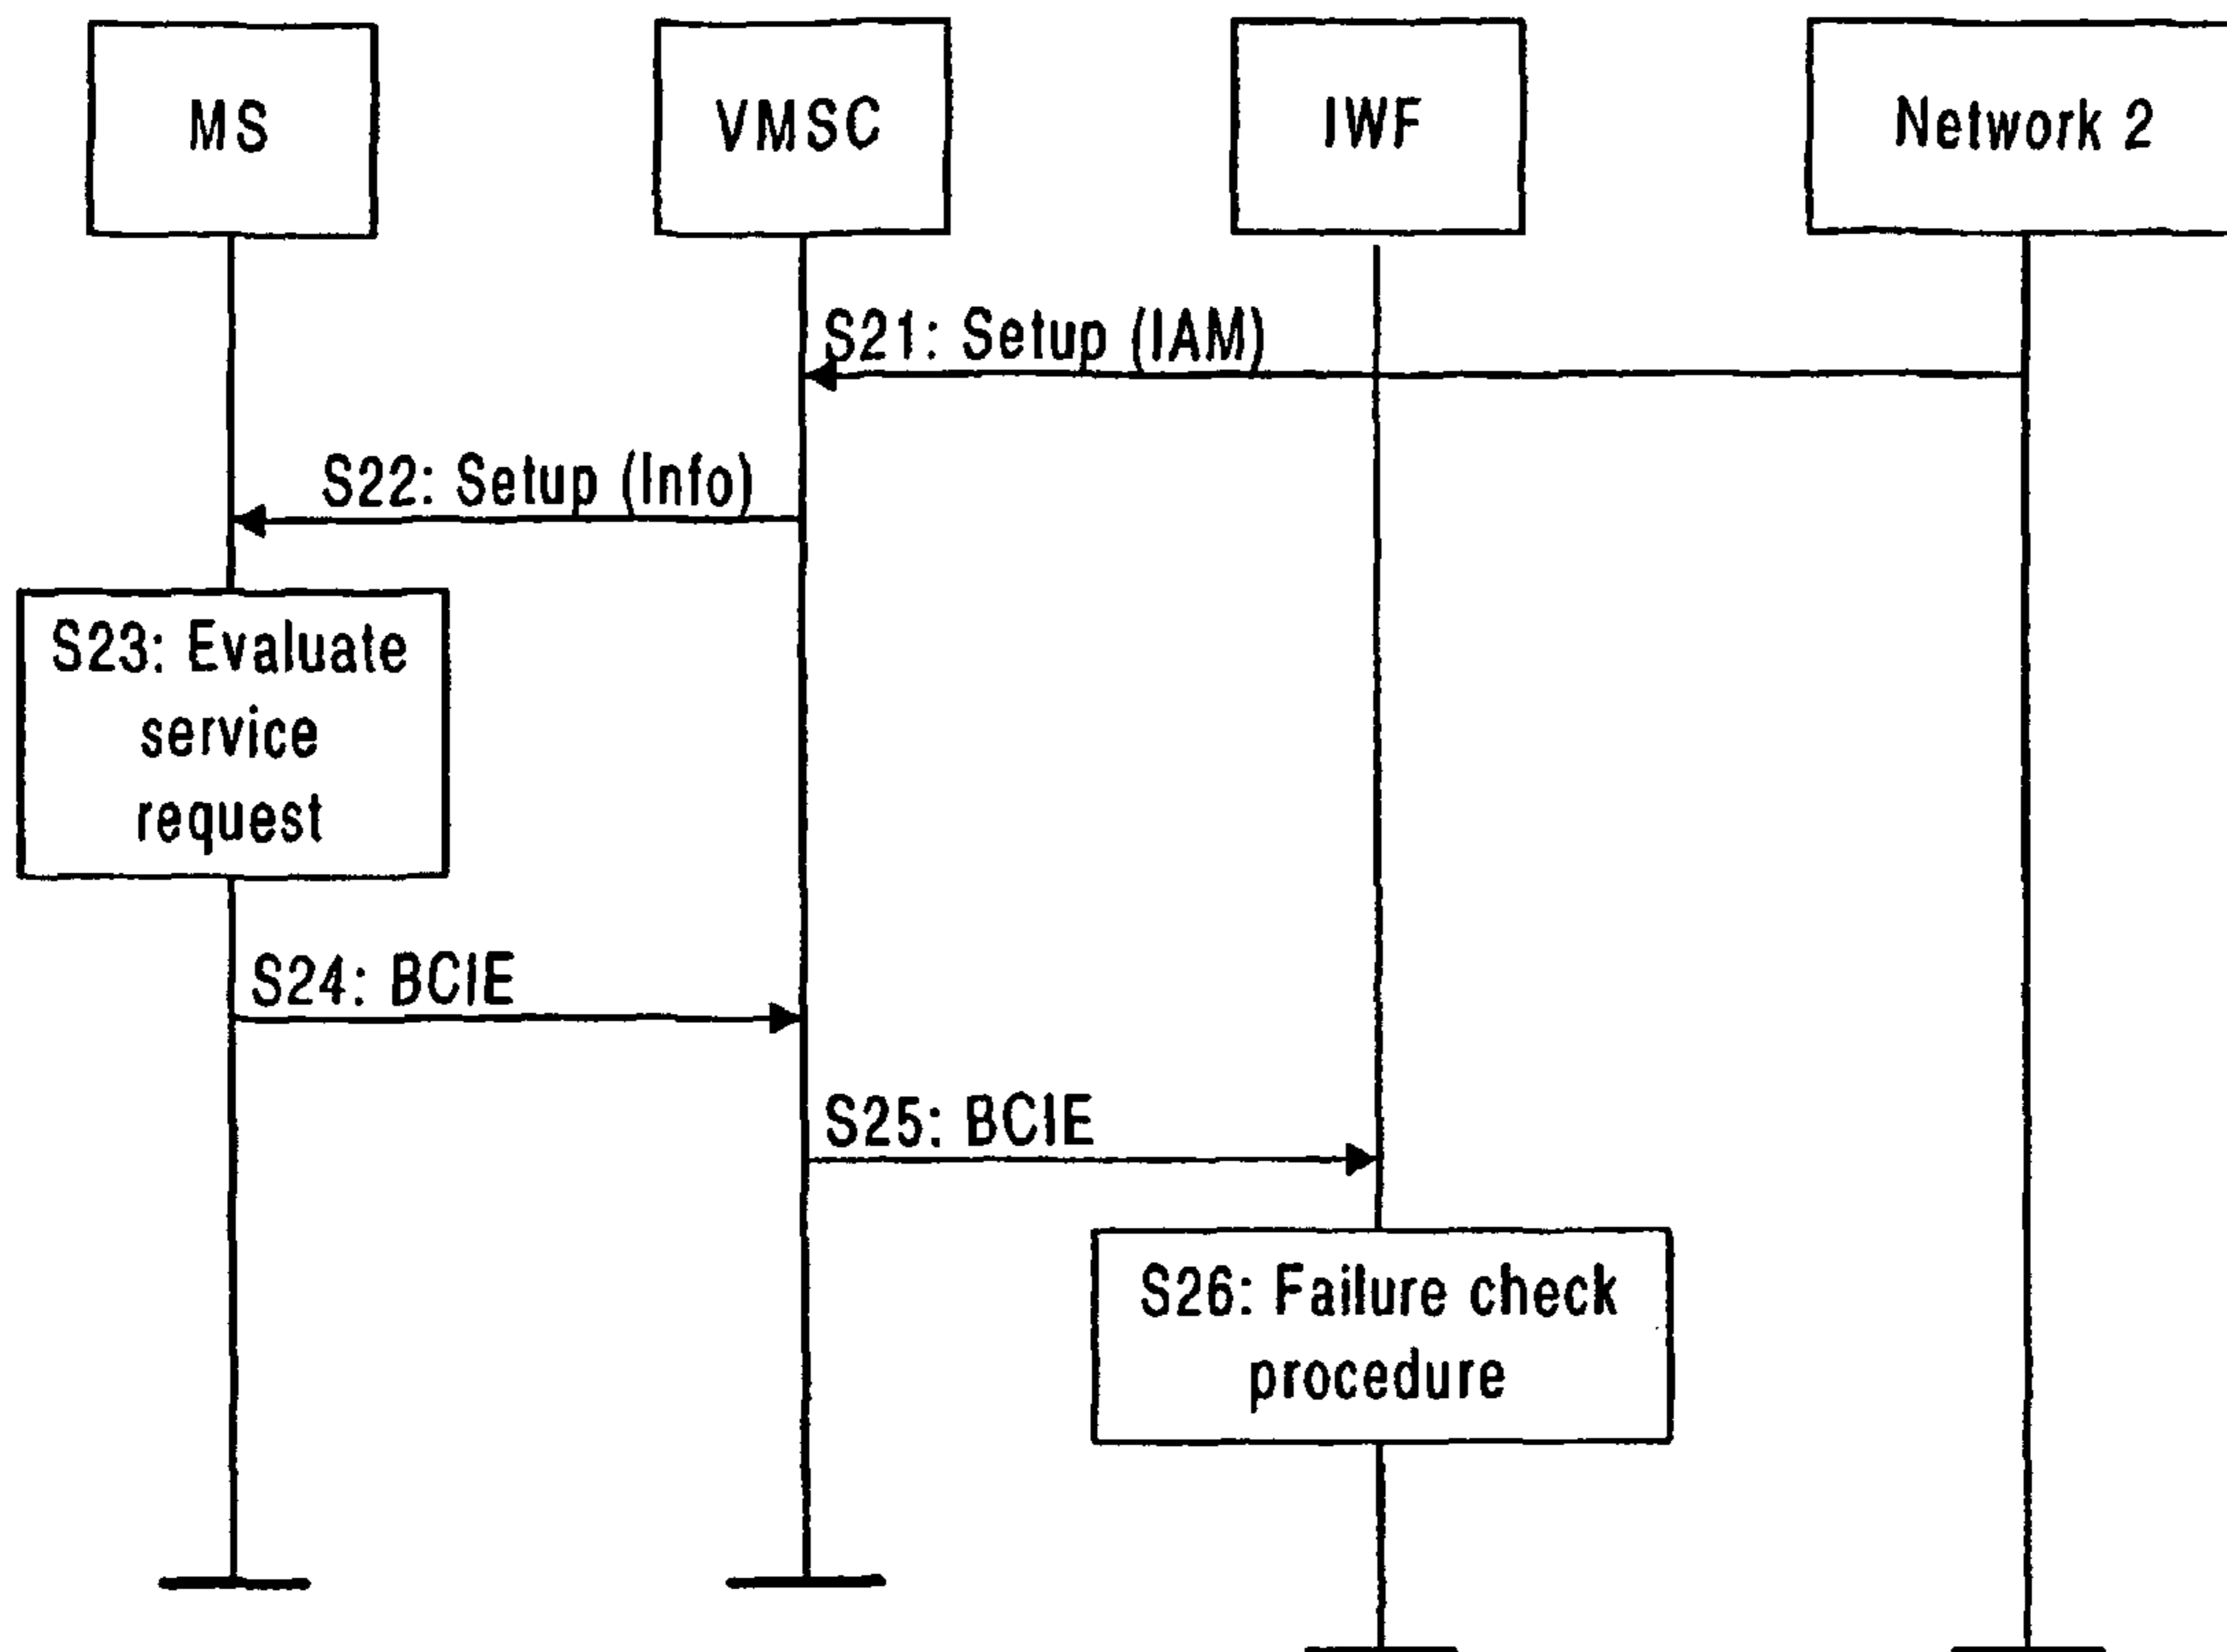 MS
VMSC
IWF
Network 2
S21: Setup (IAM)
S22: Setup (Info)
S23: Evaluate
service
request
S24: BCIE
S25: BCIE
S26: Failure check
procedure